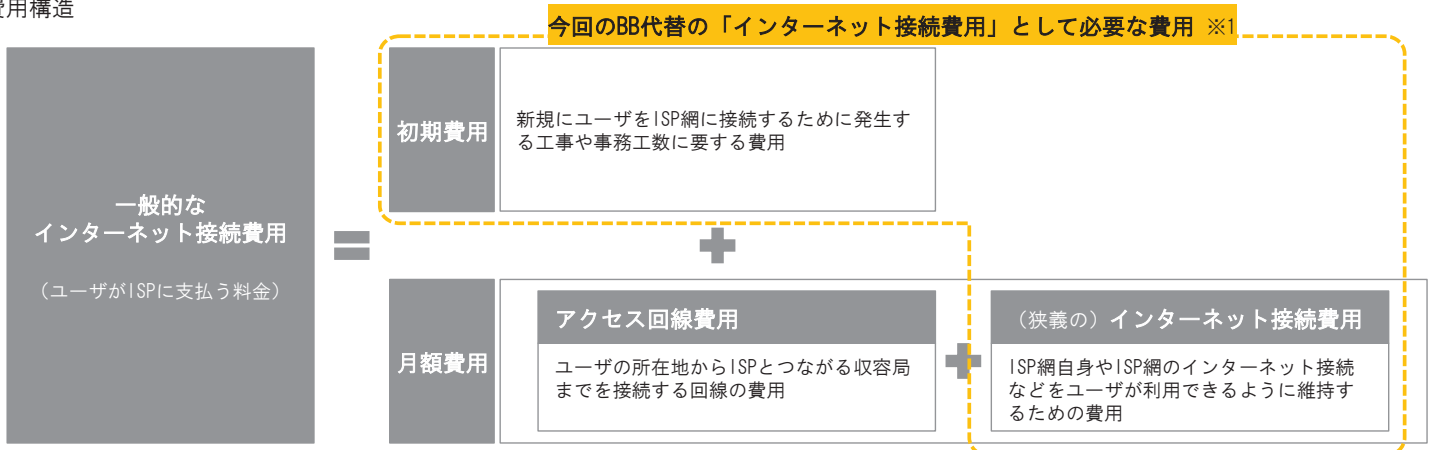 費用構造
今回のBB代替の「インターネット接続費用」として必要な費用 ※1
一般的な
インターネット接続費用
(ユーザがISPに支払う料金)
初期費用
新規にユーザをISP網に接続するために発生す
る工事や事務工数に要する費用
月額費用
アクセス回線費用
ユーザの所在地からISPとつながる収容局
までを接続する回線の費用
(狭義の)インターネット接続費用
ISP網自身やISP網のインターネット接続
などをユーザが利用できるように維持す
るための費用